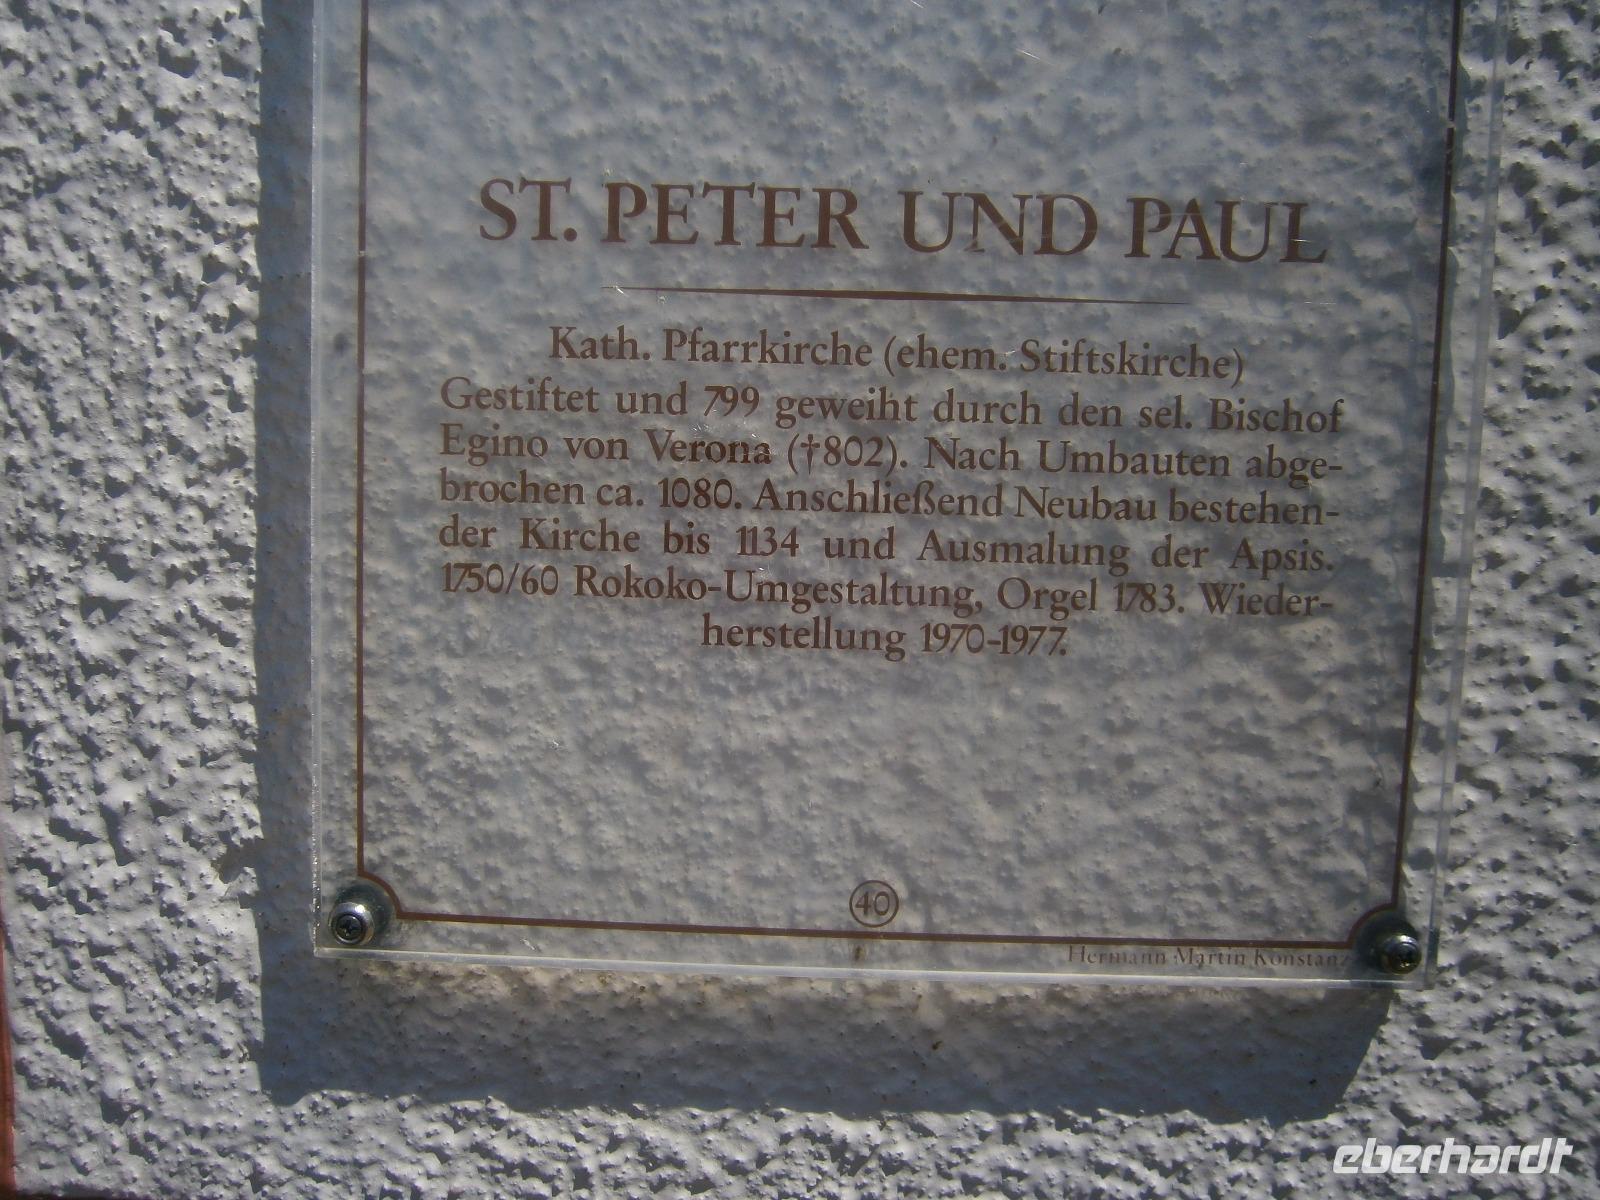 ST. PETER UND PAUL
Kath. Pfarrkirche (ehem. Stiftskirche)
Gestiftet und 799 geweiht durch den sel. Bischof
Egino von Verona (†802). Nach Umbauten abge-
brochen ca. 1080. Anschließend Neubau bestehen-
der Kirche bis 1134 und Ausmalung der Apsis.
1750/60 Rokoko-Umgestaltung, Orgel 1783. Wieder-
herstellung 1970-1977.
40
Hermann Martin Konstanz
eberhardt